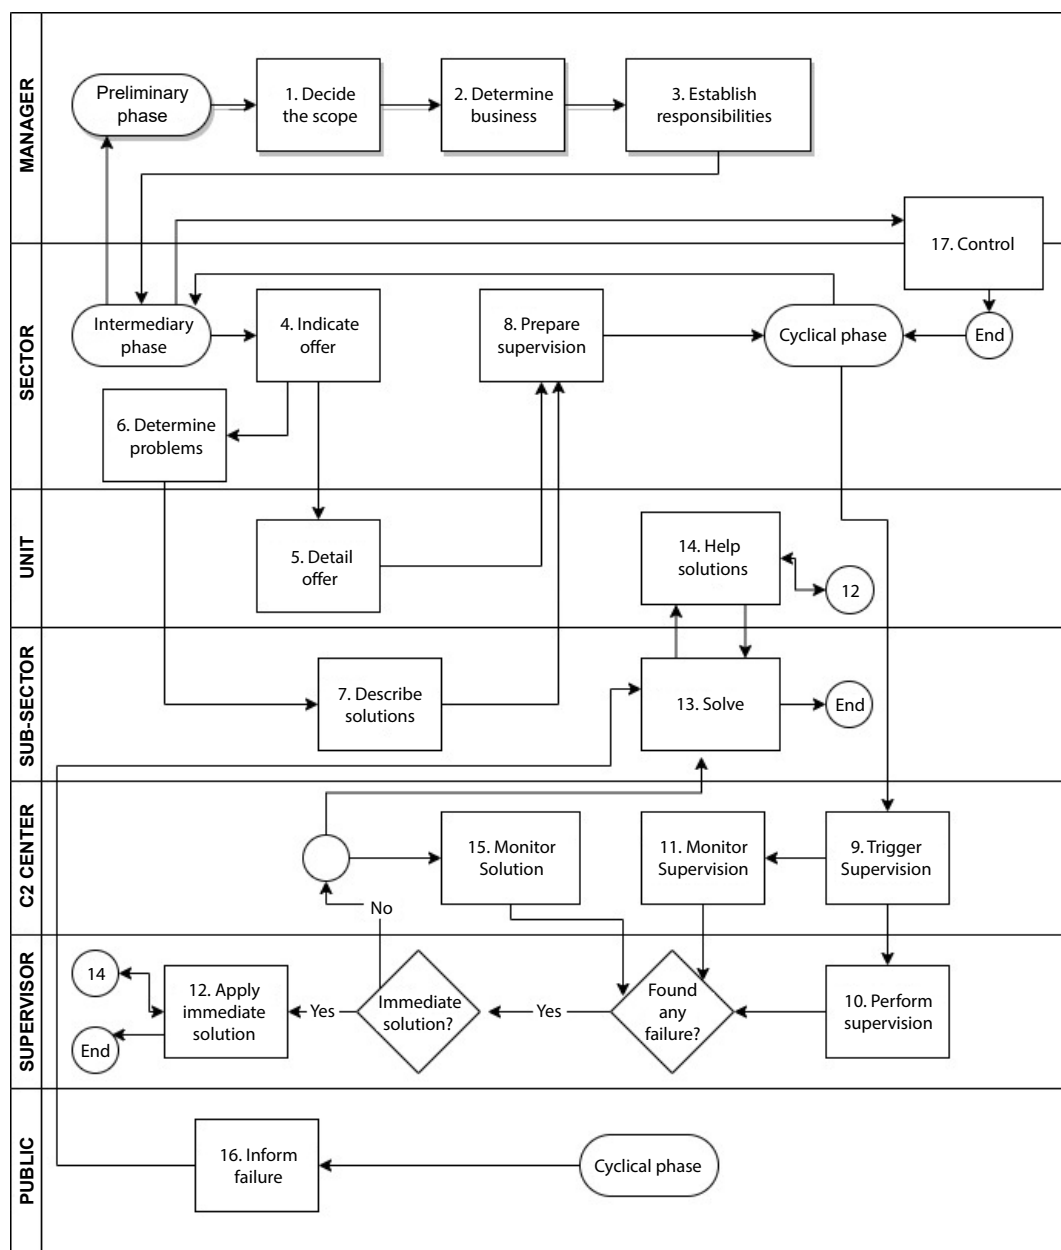 MANAGER
Preliminary
phase
1. Decide
the scope
2. Determine
business
3. Establish
responsibilities
17. Control
SECTOR
Intermediary
phase
4. Indicate
offer
8. Prepare
supervision
Cyclical phase
End
6. Determine
problems
UNIT
5. Detail
offer
14. Help
solutions
12
SUB-SECTOR
7. Describe
solutions
13. Solve
End
C2 CENTER
15. Monitor
Solution
11. Monitor
Supervision
9. Trigger
Supervision
No
SUPERVISOR
14
End
12. Apply
immediate
solution
Yes
Immediate
solution?
Yes
Found
any
failure?
10. Perform
supervision
PUBLIC
16. Inform
failure
Cyclical phase